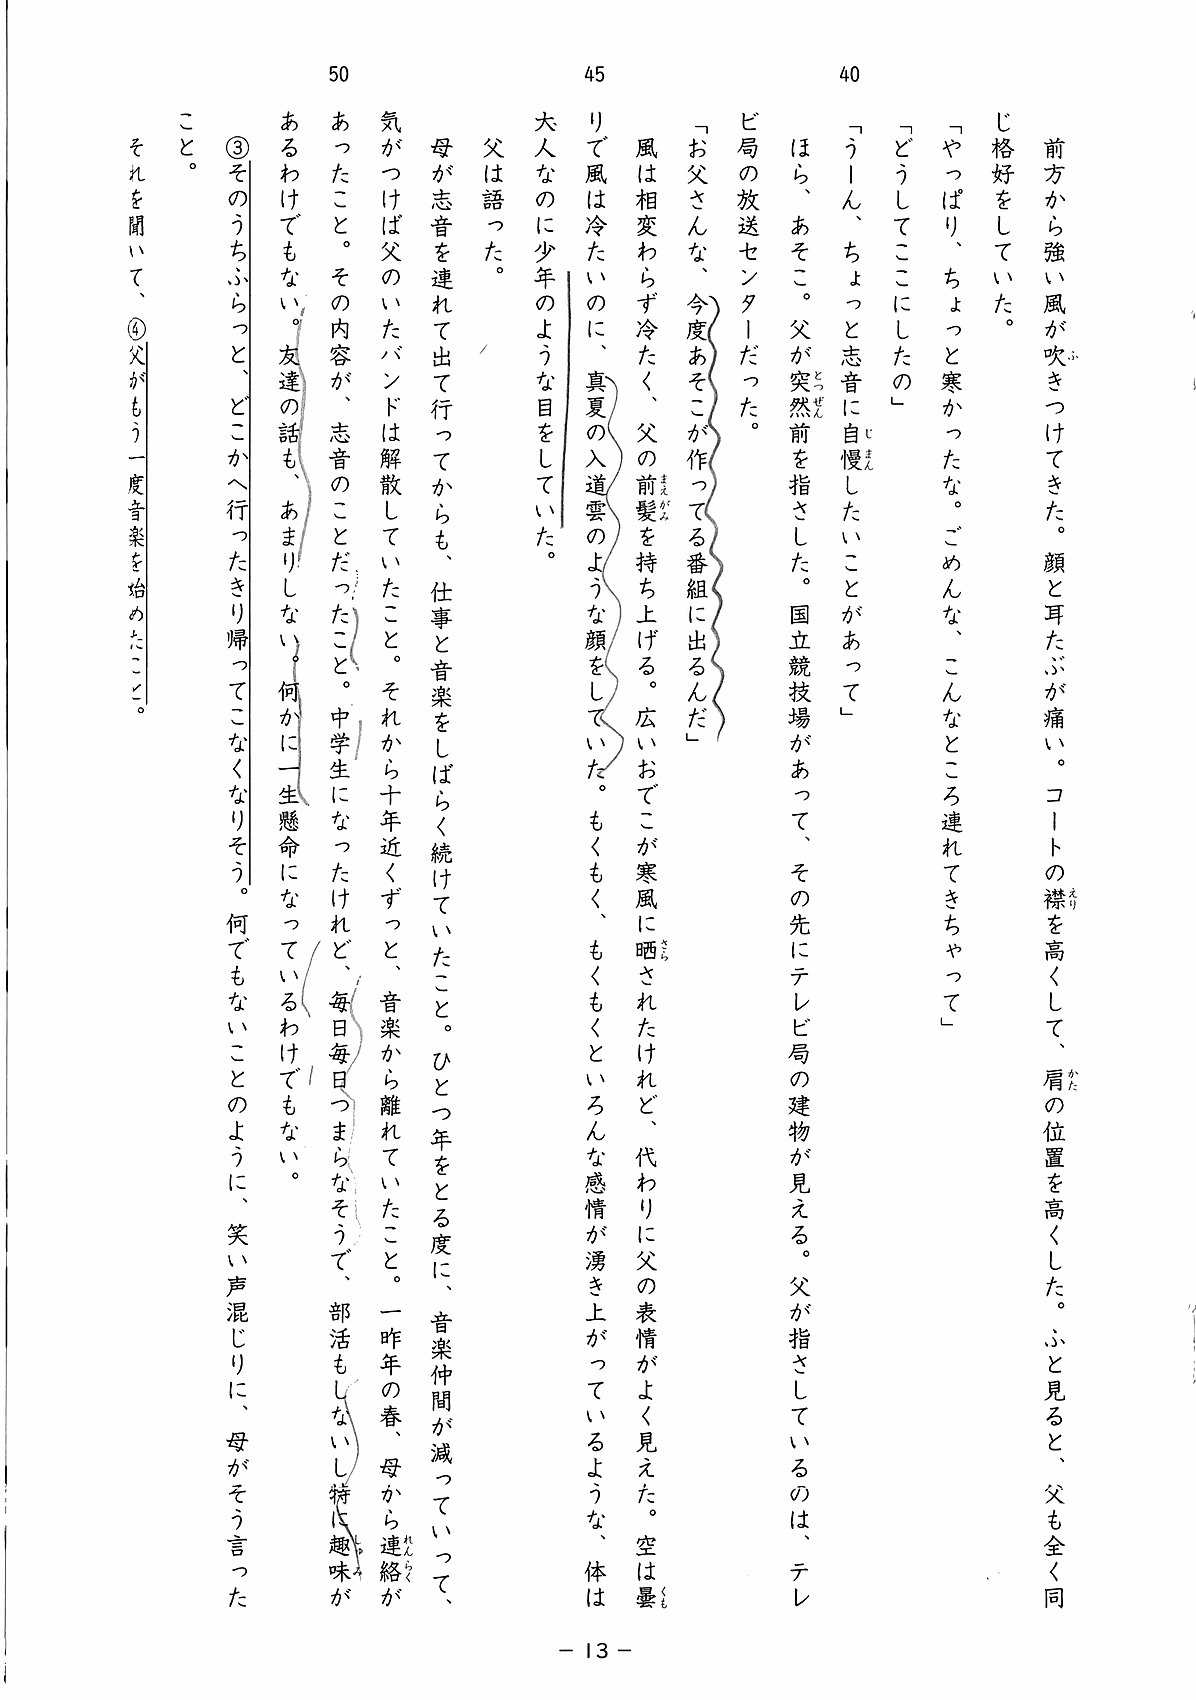 前方から強い風が吹きつけてきた。顔と耳たぶが痛い。コートの襟を高くして、肩の位置を高くした。ふと見ると、父も全く同
じ格好をしていた。
「やっぱり、ちょっと寒かったな。ごめんな、こんなところ連れてきちゃって」
「どうしてここにしたの」
40
「うーん、ちょっと志音に自慢したいことがあって」
ほら、あそこ。父が突然前を指さした。国立競技場があって、その先にテレビ局の建物が見える。父が指さしているのは、テレ
ビ局の放送センターだった。
「お父さんな、今度あそこが作ってる番組に出るんだ」
風は相変わらず冷たく、父の前髪を持ち上げる。広いおでこが寒風に晒されたけれど、代わりに父の表情がよく見えた。空は曇
45
りで風は冷たいのに、真夏の入道雲のような顔をしていた。もくもく、もくもくといろんな感情が湧き上がっているような、体は
大人なのに少年のような目をしていた。
父は語った。
母が志音を連れて出て行ってからも、仕事と音楽をしばらく続けていたこと。ひとつ年をとる度に、音楽仲間が減っていって、
気がつけば父のいたバンドは解散していたこと。それから十年近くずっと、音楽から離れていたこと。一昨年の春、母から連絡が
50
あったこと。その内容が、志音のことだったこと。中学生になったけれど、毎日毎日つまらなそうで、部活もしないし特に趣味が
あるわけでもない。友達の話も、あまりしない。何かに一生懸命になっているわけでもない。
③そのうちふらっと、どこかへ行ったきり帰ってこなくなりそう。何でもないことのように、笑い声混じりに、母がそう言った
こと。
それを聞いて、④父がもう一度音楽を始めたこと。
ー 13 ー